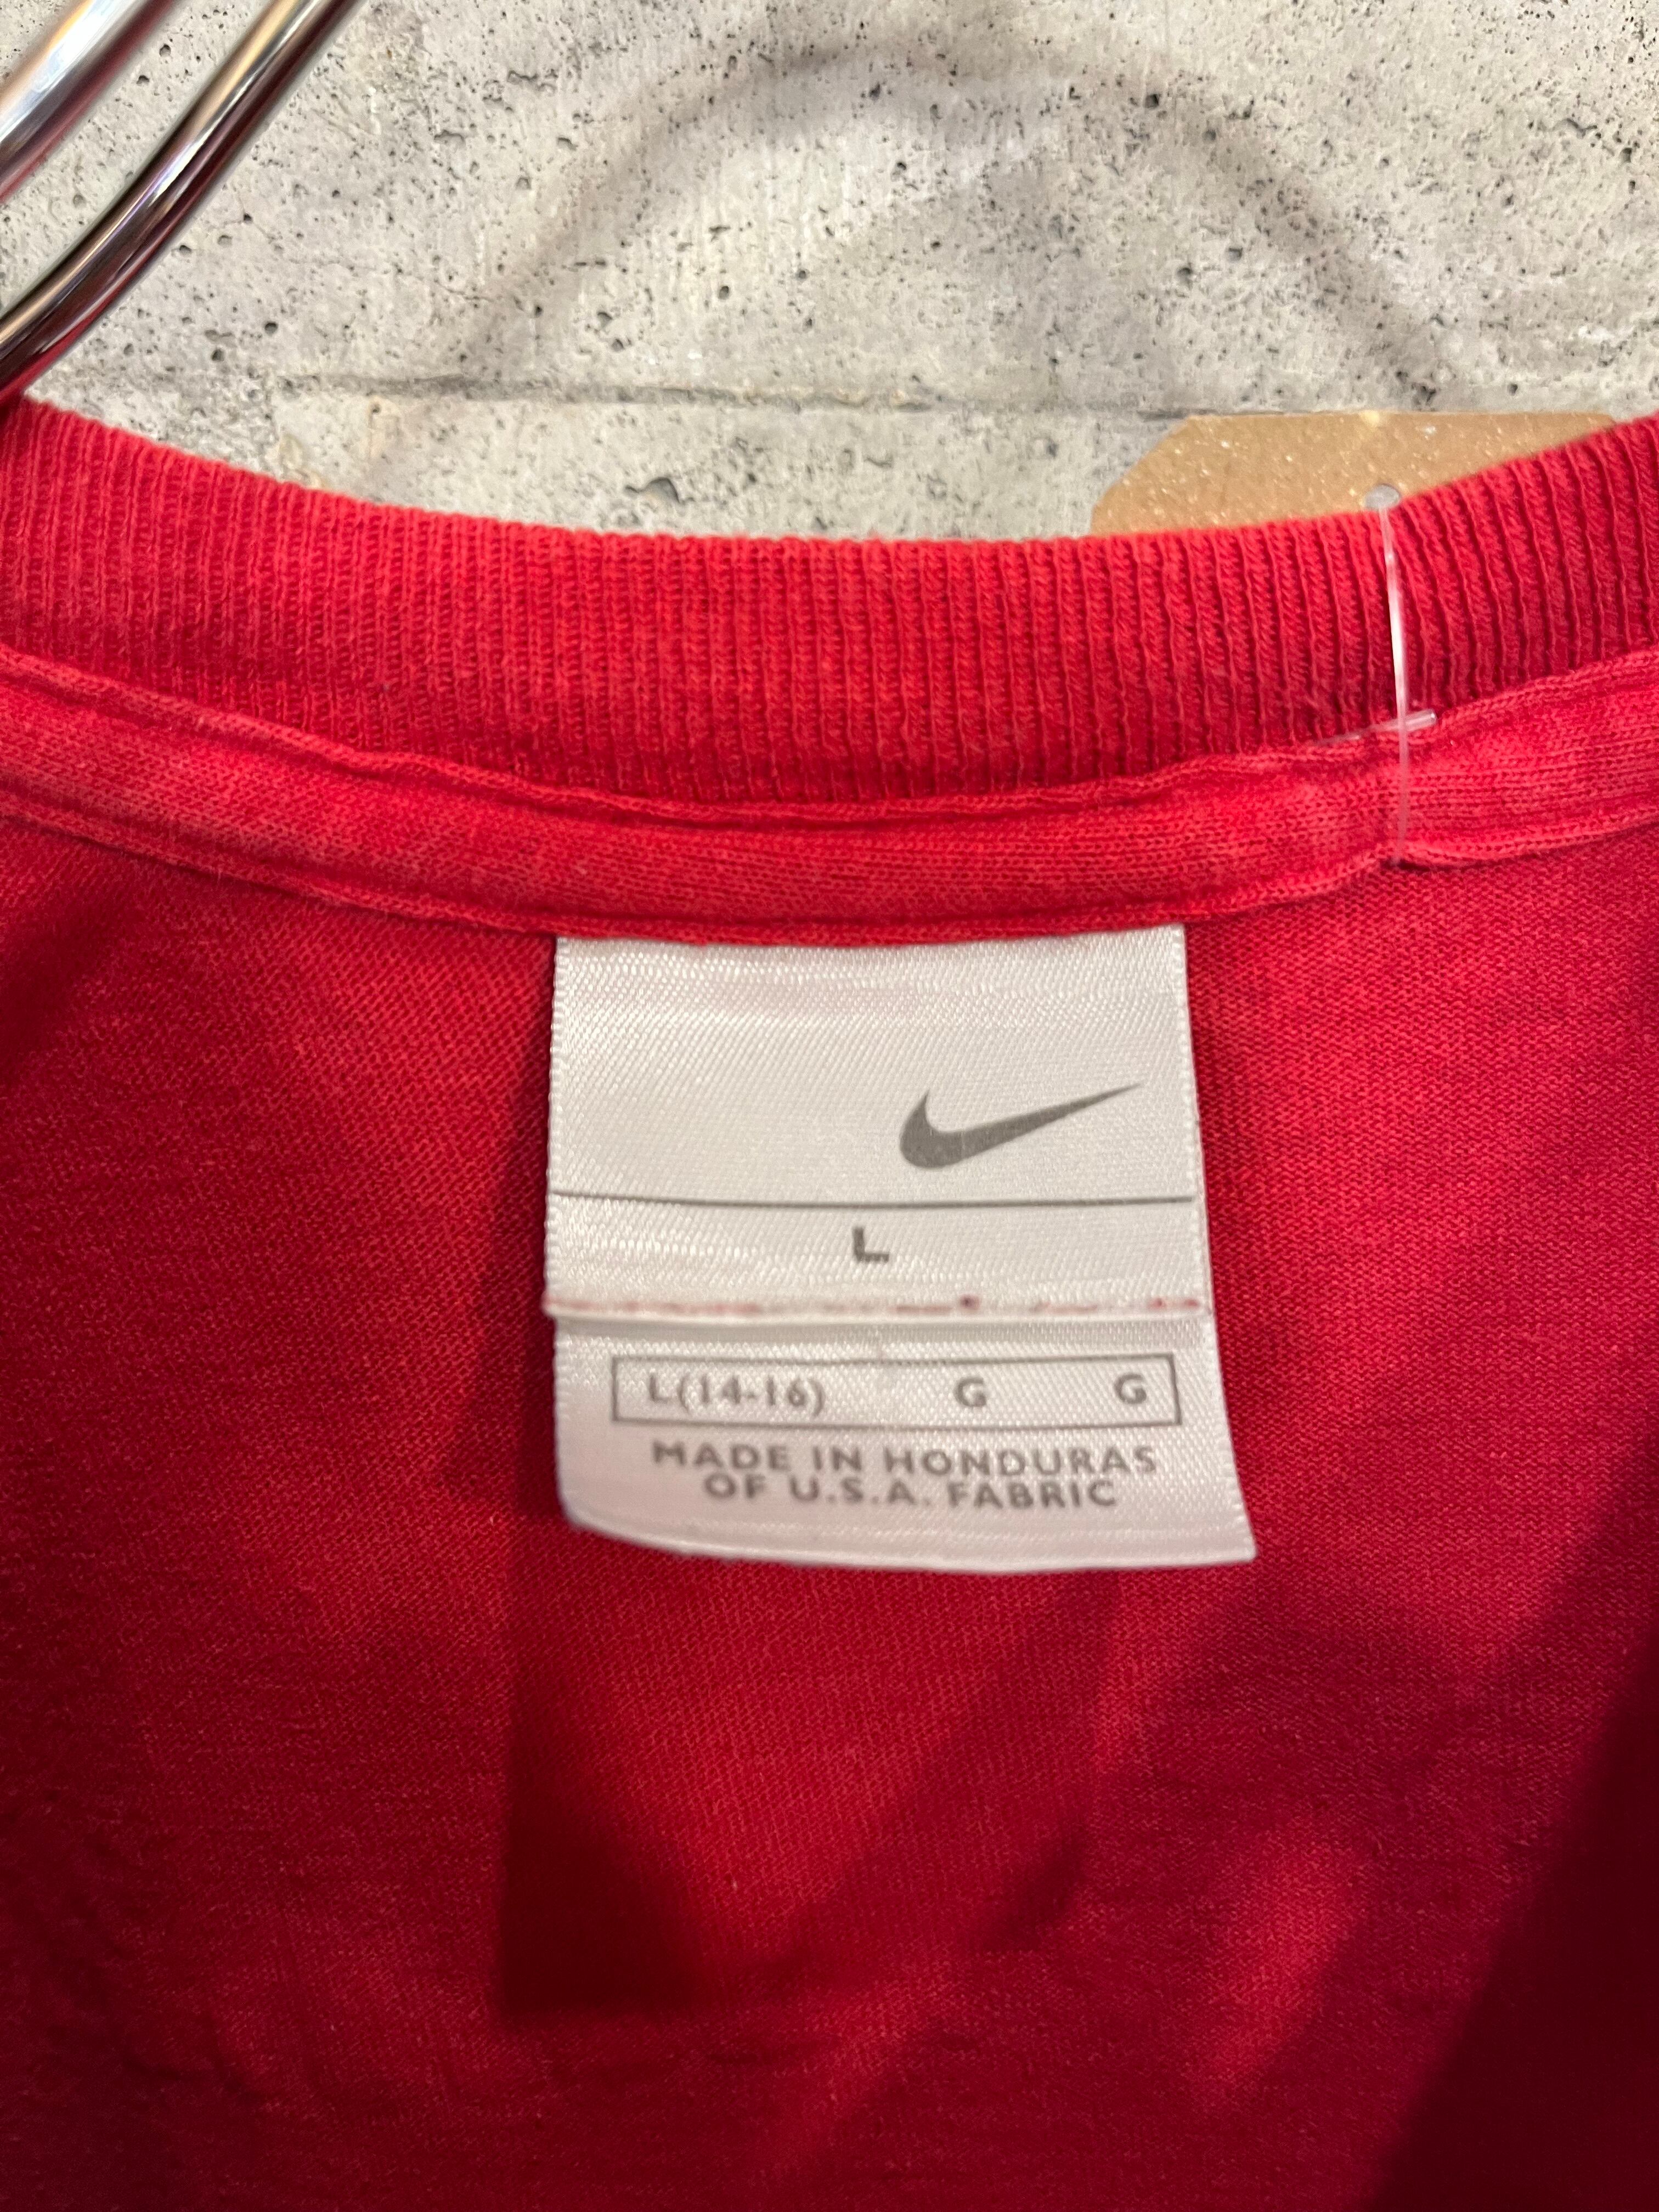 L
L(14-16) G G
MADE IN HONDURAS
OF U.S.A. FABRIC